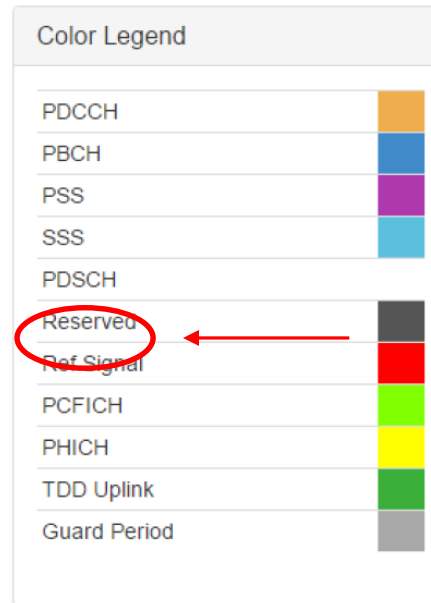 Color Legend
PDCCH
PBCH
PSS
SSS
PDSCH
Reserved
Ref Signal
PCFICH
PHICH
TDD Uplink
Guard Period